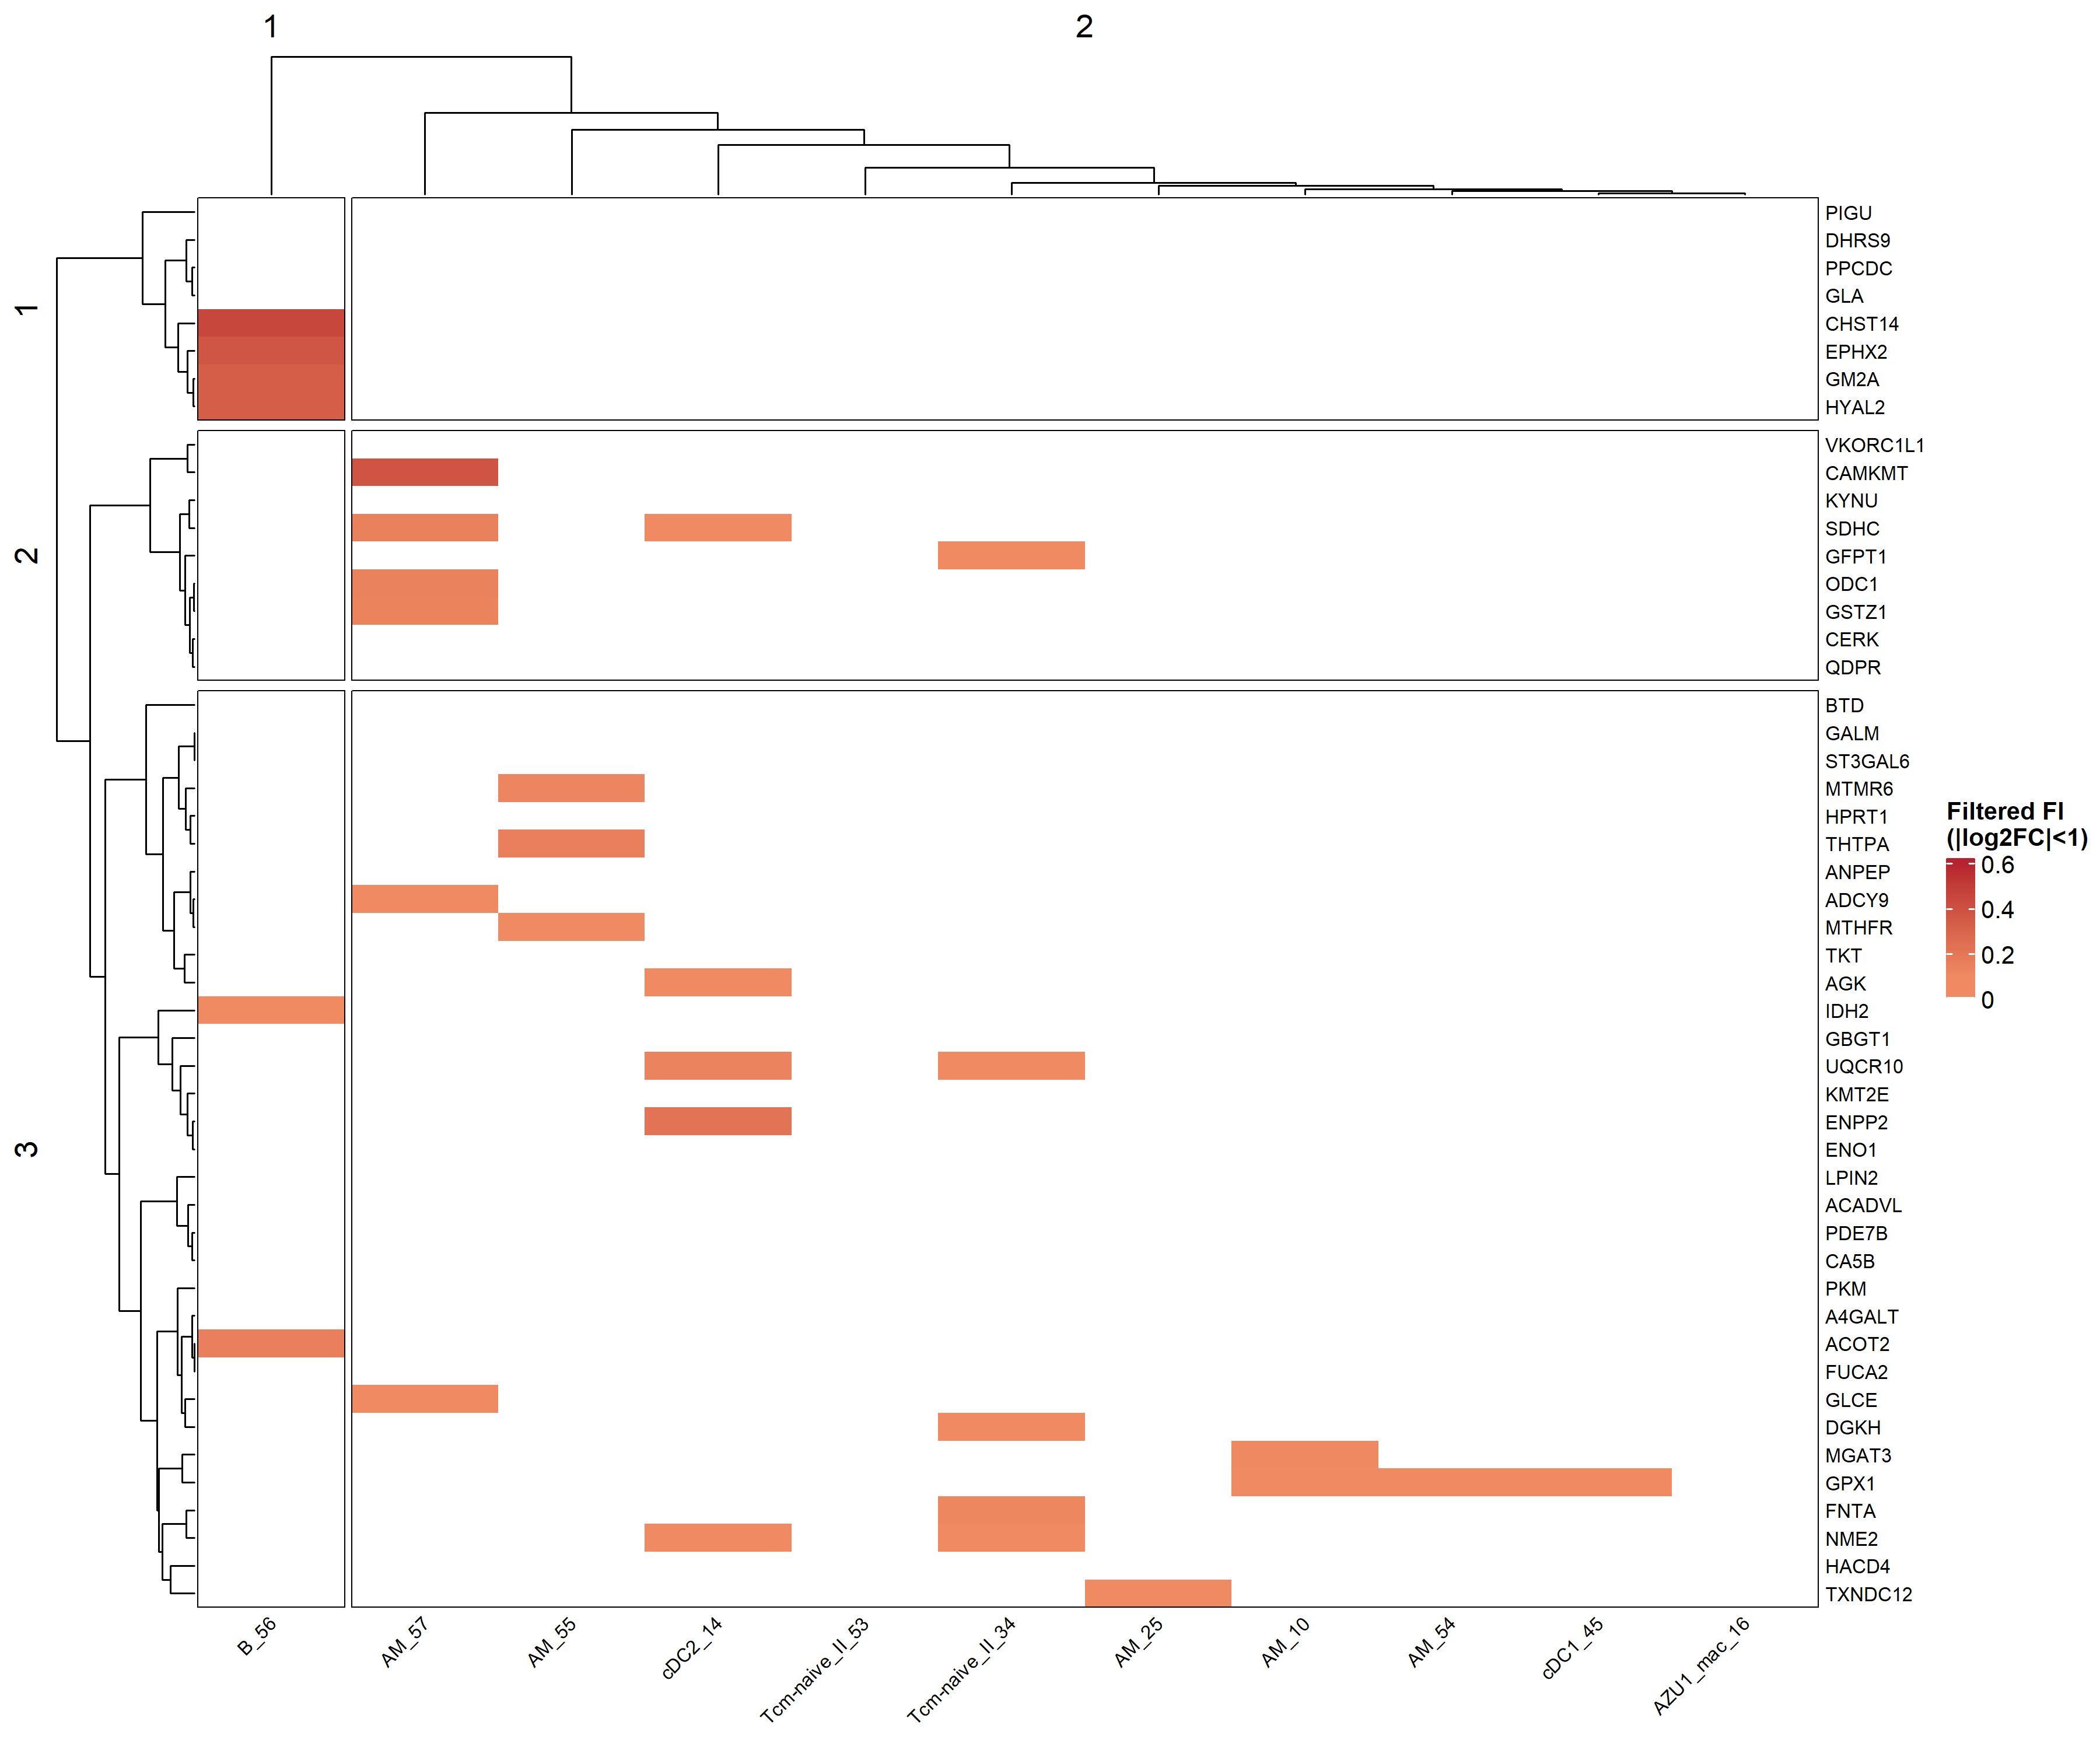 1
2
1
2
3
PIGU
DHRS9
PPCDC
GLA
CHST14
EPHX2
GM2A
HYAL2
VKORC1L1
CAMKMT
KYNU
SDHC
GFPT1
ODC1
GSTZ1
CERK
QDPR
BTD
GALM
ST3GAL6
MTMR6
HPRT1
THTPA
ANPEP
ADCY9
MTHFR
TKT
AGK
IDH2
GBGT1
UQCR10
KMT2E
ENPP2
ENO1
LPIN2
ACADVL
PDE7B
CA5B
PKM
A4GALT
ACOT2
FUCA2
GLCE
DGKH
MGAT3
GPX1
FNTA
NME2
HACD4
TXNDC12
B_56
AM_57
AM_55
cDC2_14
Tcm-naive_II_53
Tcm-naive_II_34
AM_25
AM_10
AM_54
cDC1_45
AZU1_mac_16
Filtered FI
(|log2FC|<1)
0.6
0.4
0.2
0